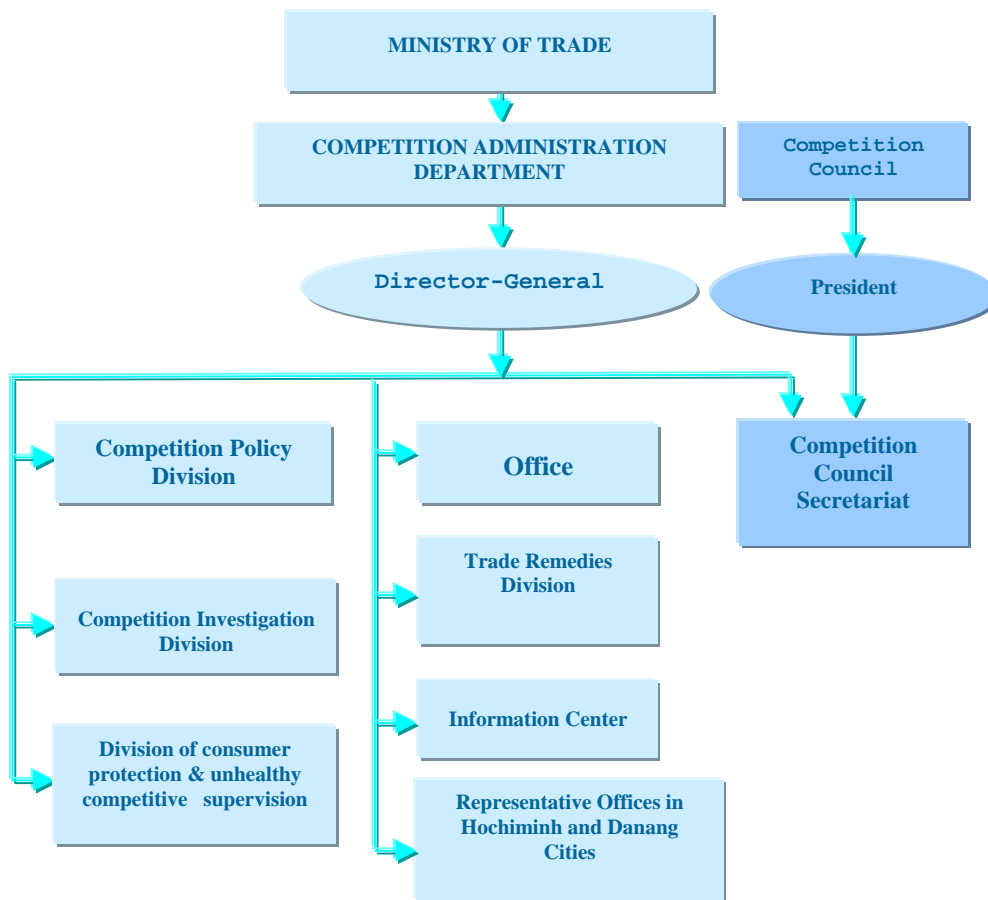 MINISTRY OF TRADE
COMPETITION ADMINISTRATION
DEPARTMENT
Competition
Council
Director-General
President
Competition Policy
Division
Office
Competition
Council
Secretariat
Trade Remedies
Division
Competition Investigation
Division
Information Center
Division of consumer
protection & unhealthy
competitive supervision
Representative Offices in
Hochiminh and Danang
Cities